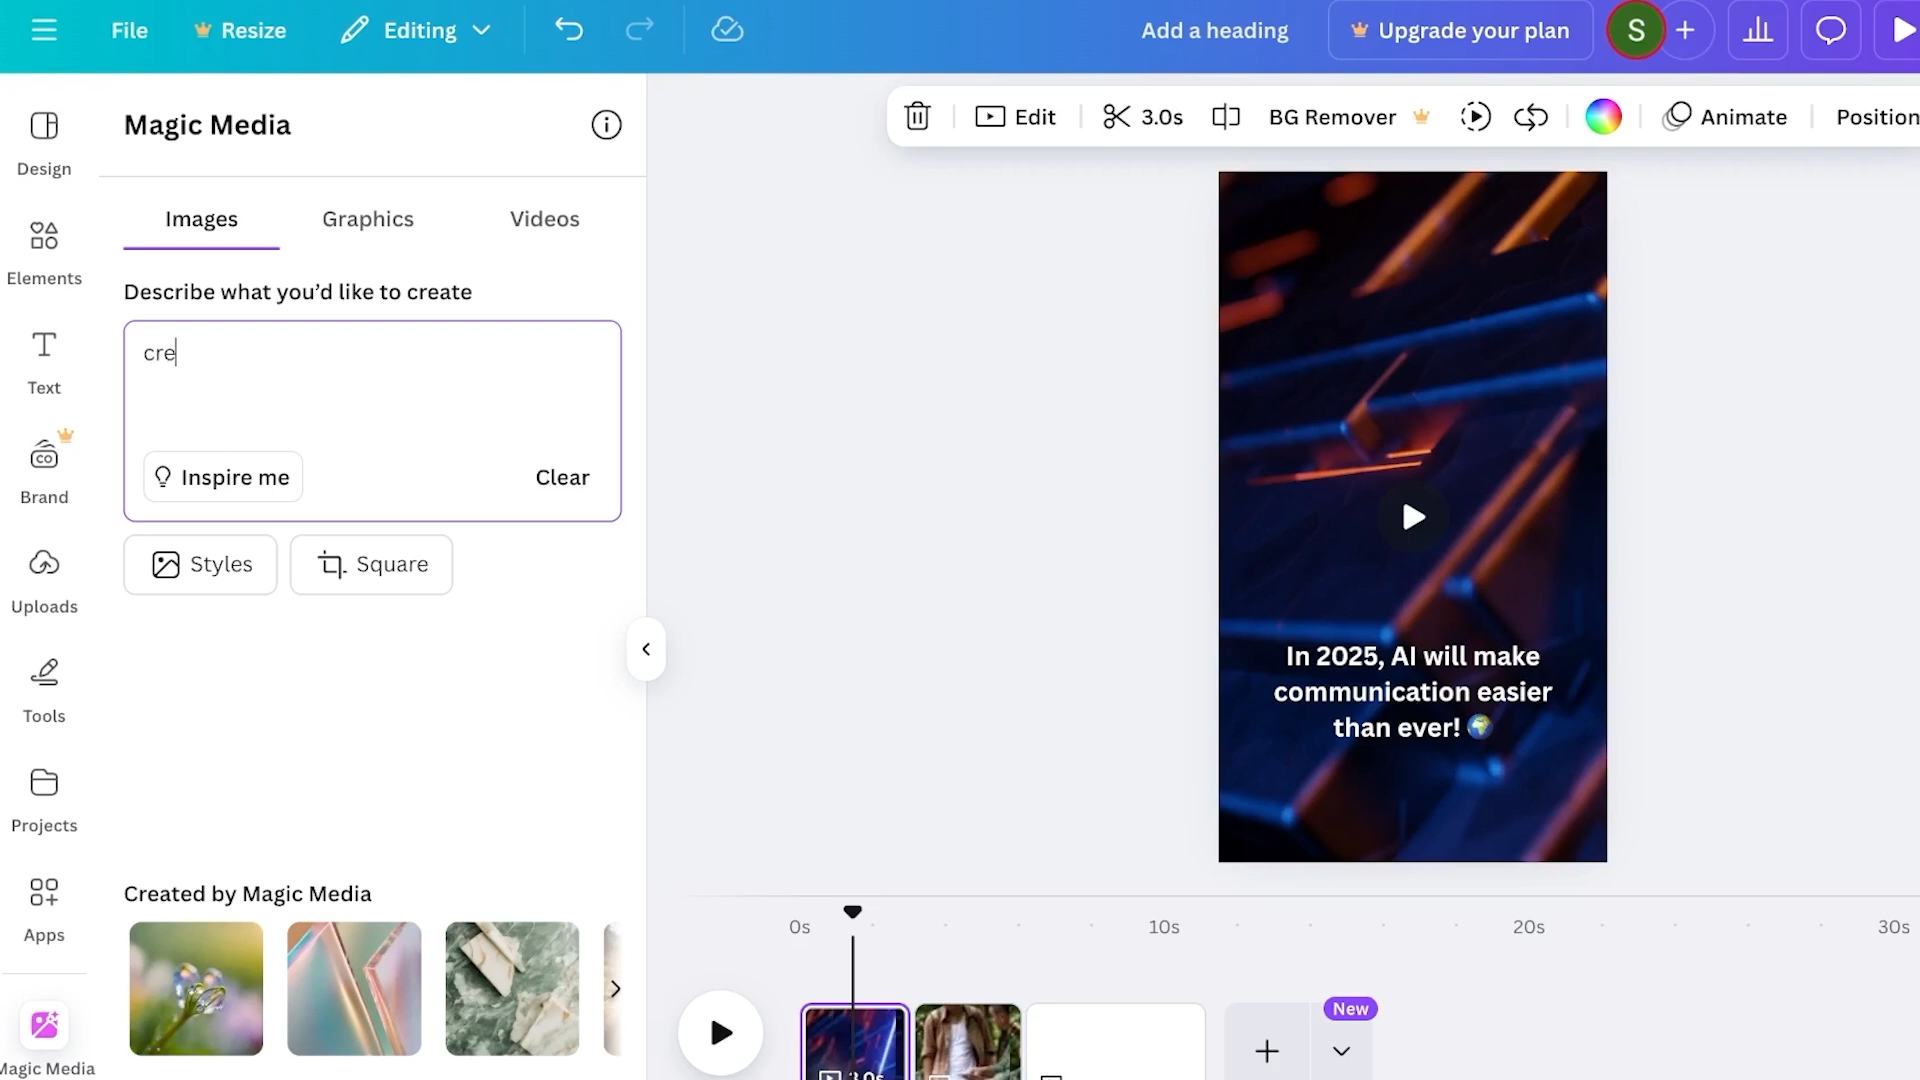 File
Resize
Editing
Add a heading
Upgrade your plan
S
Design
Elements
Text
CO
Brand
Uploads
Tools
Projects
Apps
Magic Media
Magic Media
Images
Graphics
Videos
Describe what you’d like to create
cre
Inspire me
Clear
Styles
Square
Created by Magic Media
Edit
3.0s
BG Remover
Animate
Position
In 2025, AI will make
communication easier
than ever! 🌍
0s
10s
20s
30s
3.0s
New